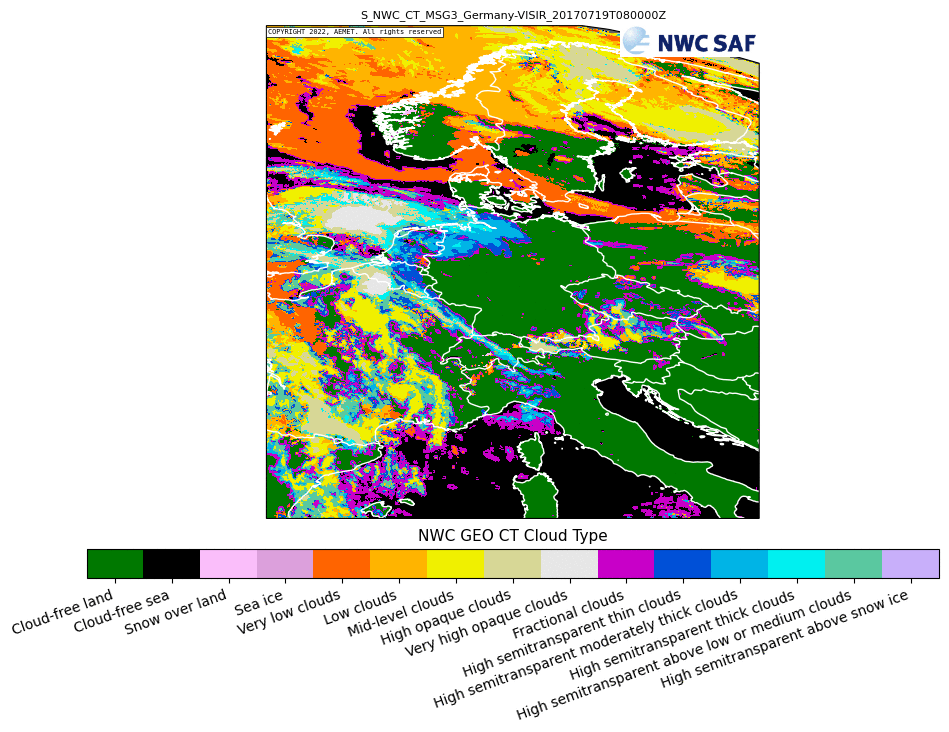 S_NWC_CT_MSG3_Germany-VISIR_20170719T080000Z
COPYRIGHT 2022, AEMET. All rights reserved
NWC SAF
NWC GEO CT Cloud Type
Cloud-free land
Cloud-free sea
Snow over land
Sea ice
Very low clouds
Low clouds
Mid-level clouds
High opaque clouds
Very high opaque clouds
Fractional clouds
High semitransparent thin clouds
High semitransparent moderately thick clouds
High semitransparent thick clouds
High semitransparent above low or medium clouds
High semitransparent above snow ice